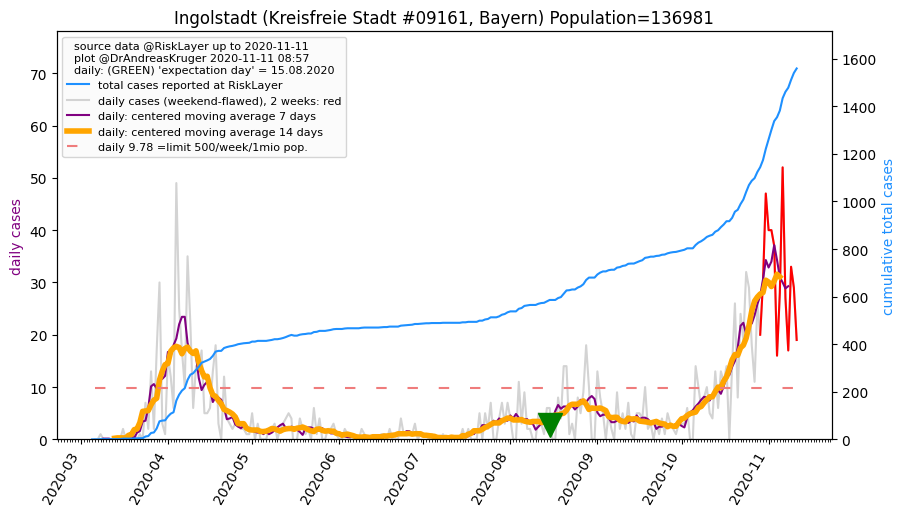 Ingolstadt (Kreisfreie Stadt #09161, Bayern) Population=136981
source data @RiskLayer up to 2020-11-11
plot @DrAndreasKruger 2020-11-11 08:57
daily: (GREEN) 'expectation day' = 15.08.2020
total cases reported at RiskLayer
daily cases (weekend-flawed), 2 weeks: red
daily: centered moving average 7 days
daily: centered moving average 14 days
daily 9.78 =limit 500/week/1mio pop.
daily cases
70
60
50
40
30
20
10
0
cumulative total cases
1600
1400
1200
1000
800
600
400
200
0
2020-03
2020-04
2020-05
2020-06
2020-07
2020-08
2020-09
2020-10
2020-11